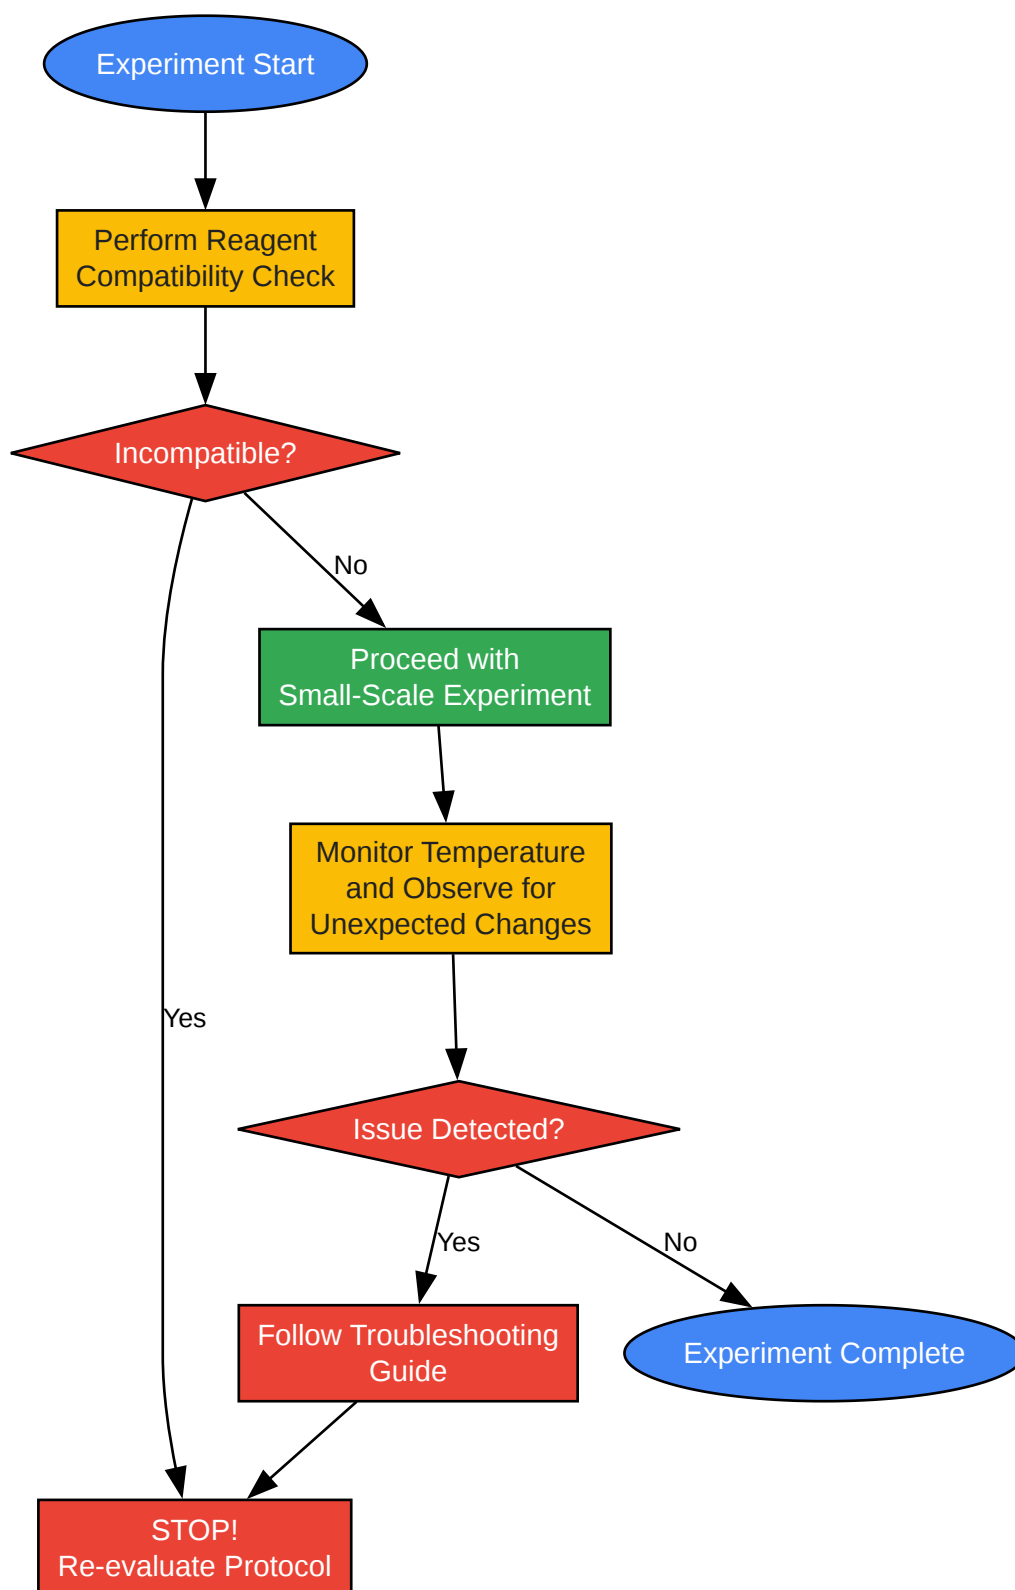 Experiment Start
Perform Reagent
Compatibility Check
Incompatible?
No
Proceed with
Small-Scale Experiment
Monitor Temperature
and Observe for
Unexpected Changes
Yes
Issue Detected?
Yes
No
Follow Troubleshooting
Guide
Experiment Complete
STOP!
Re-evaluate Protocol